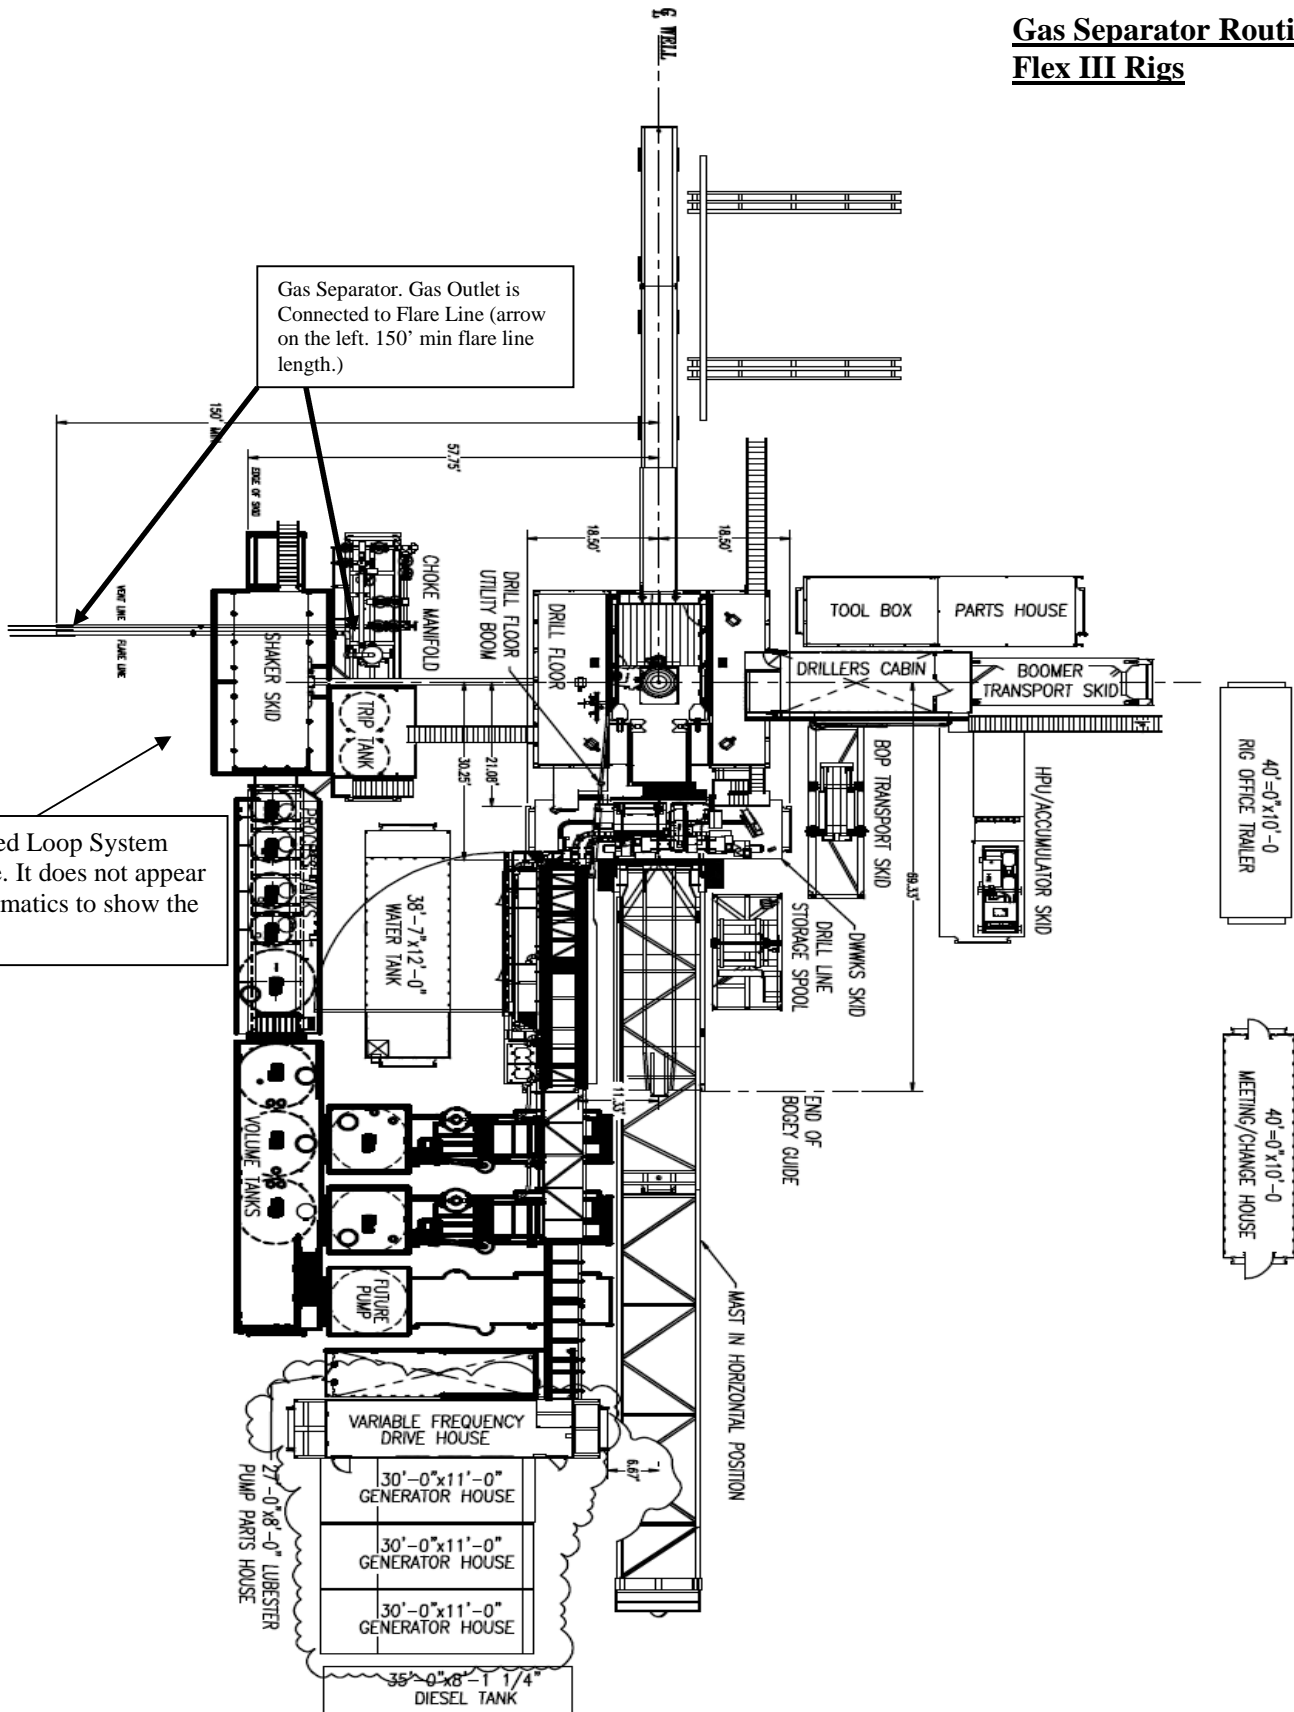 Gas Separator Routi
Flex III Rigs
℄ WELL
Gas Separator. Gas Outlet is
Connected to Flare Line (arrow
on the left. 150’ min flare line
length.)
150' MIN
57.75'
EDGE OF SKID
18.50'
18.50'
VENT LINE
FLARE LINE
CHOKE MANIFOLD
DRILL FLOOR
UTILITY BOOM
DRILL FLOOR
SHAKER SKID
TRIP TANK
TOOL BOX
PARTS HOUSE
DRILLERS CABIN
BOOMER
TRANSPORT SKID
30.25'
21.08'
69.33'
BOP TRANSPORT SKID
HPU/ACCUMULATOR SKID
40'-0"x10'-0
RIG OFFICE TRAILER
ed Loop System
e. It does not appear
matics to show the
PROCESS TANKS
38'-7"x12'-0"
WATER TANK
DRILL LINE
STORAGE SPOOL
DWWKS SKID
11.33'
END OF
BOGEY GUIDE
40'=0"x10'-0
MEETING/CHANGE HOUSE
VOLUME TANKS
FUTURE
PUMP
MAST IN HORIZONTAL POSITION
VARIABLE FREQUENCY
DRIVE HOUSE
6.67'
27'-0"x8'-0" LUBESTER
PUMP PARTS HOUSE
30'-0"x11'-0"
GENERATOR HOUSE
30'-0"x11'-0"
GENERATOR HOUSE
30'-0"x11'-0"
GENERATOR HOUSE
35'-0"x8'-1 1/4"
DIESEL TANK